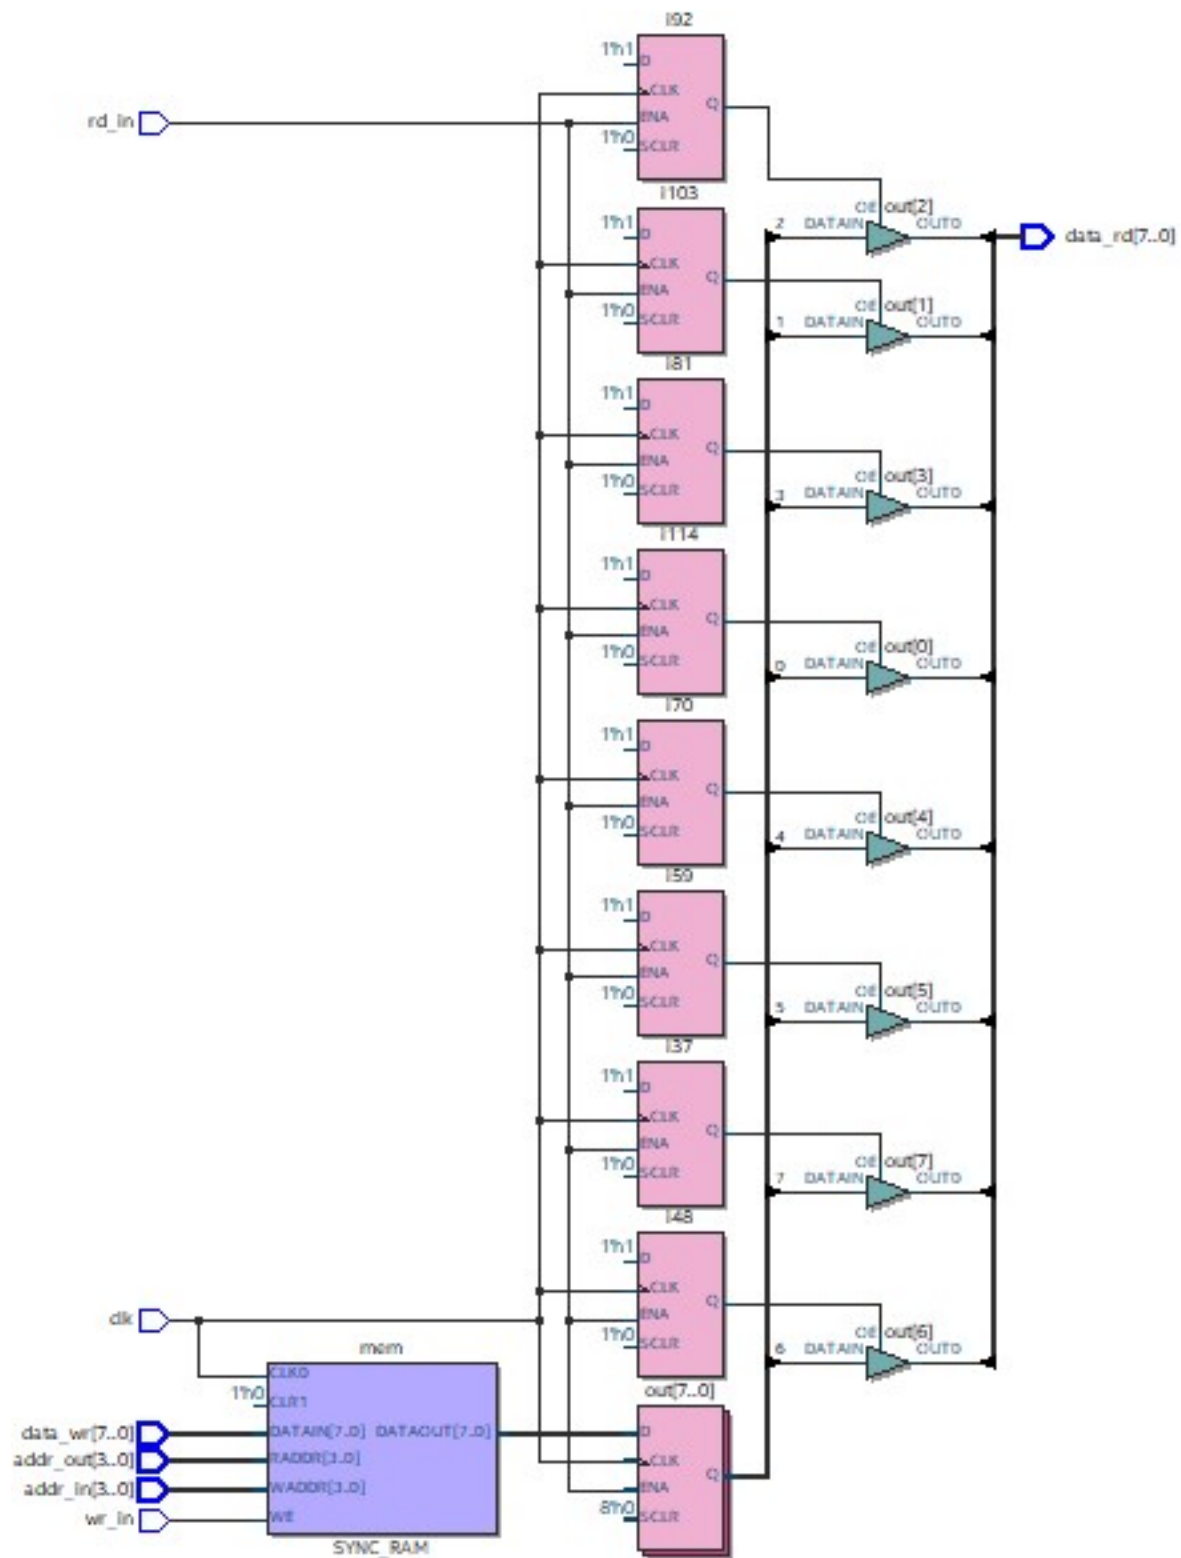 i92
1'h1
D
CLK
ENA
1'h0
SCLR
Q
rd_in
i103
1'h1
D
CLK
ENA
1'h0
SCLR
Q
OE out[2]
2 DATAIN OUT0
data_rd[7..0]
OE out[1]
1 DATAIN OUT0
i81
1'h1
D
CLK
ENA
1'h0
SCLR
Q
OE out[3]
3 DATAIN OUT0
i114
1'h1
D
CLK
ENA
1'h0
SCLR
Q
OE out[0]
0 DATAIN OUT0
i70
1'h1
D
CLK
ENA
1'h0
SCLR
Q
OE out[4]
4 DATAIN OUT0
i59
1'h1
D
CLK
ENA
1'h0
SCLR
Q
OE out[5]
5 DATAIN OUT0
i37
1'h1
D
CLK
ENA
1'h0
SCLR
Q
OE out[7]
7 DATAIN OUT0
i48
1'h1
D
CLK
ENA
1'h0
SCLR
Q
OE out[6]
6 DATAIN OUT0
clk
mem
CLK0
1'h0
CLR1
data_wr[7..0]
DATAIN[7.0] DATAOUT[7.0]
addr_out[3..0]
RADDR[3.0]
addr_in[3..0]
WADDR[3.0]
wr_in
WE
SYNC_RAM
out[7..0]
D
CLK
ENA
8'h0
SCLR
Q